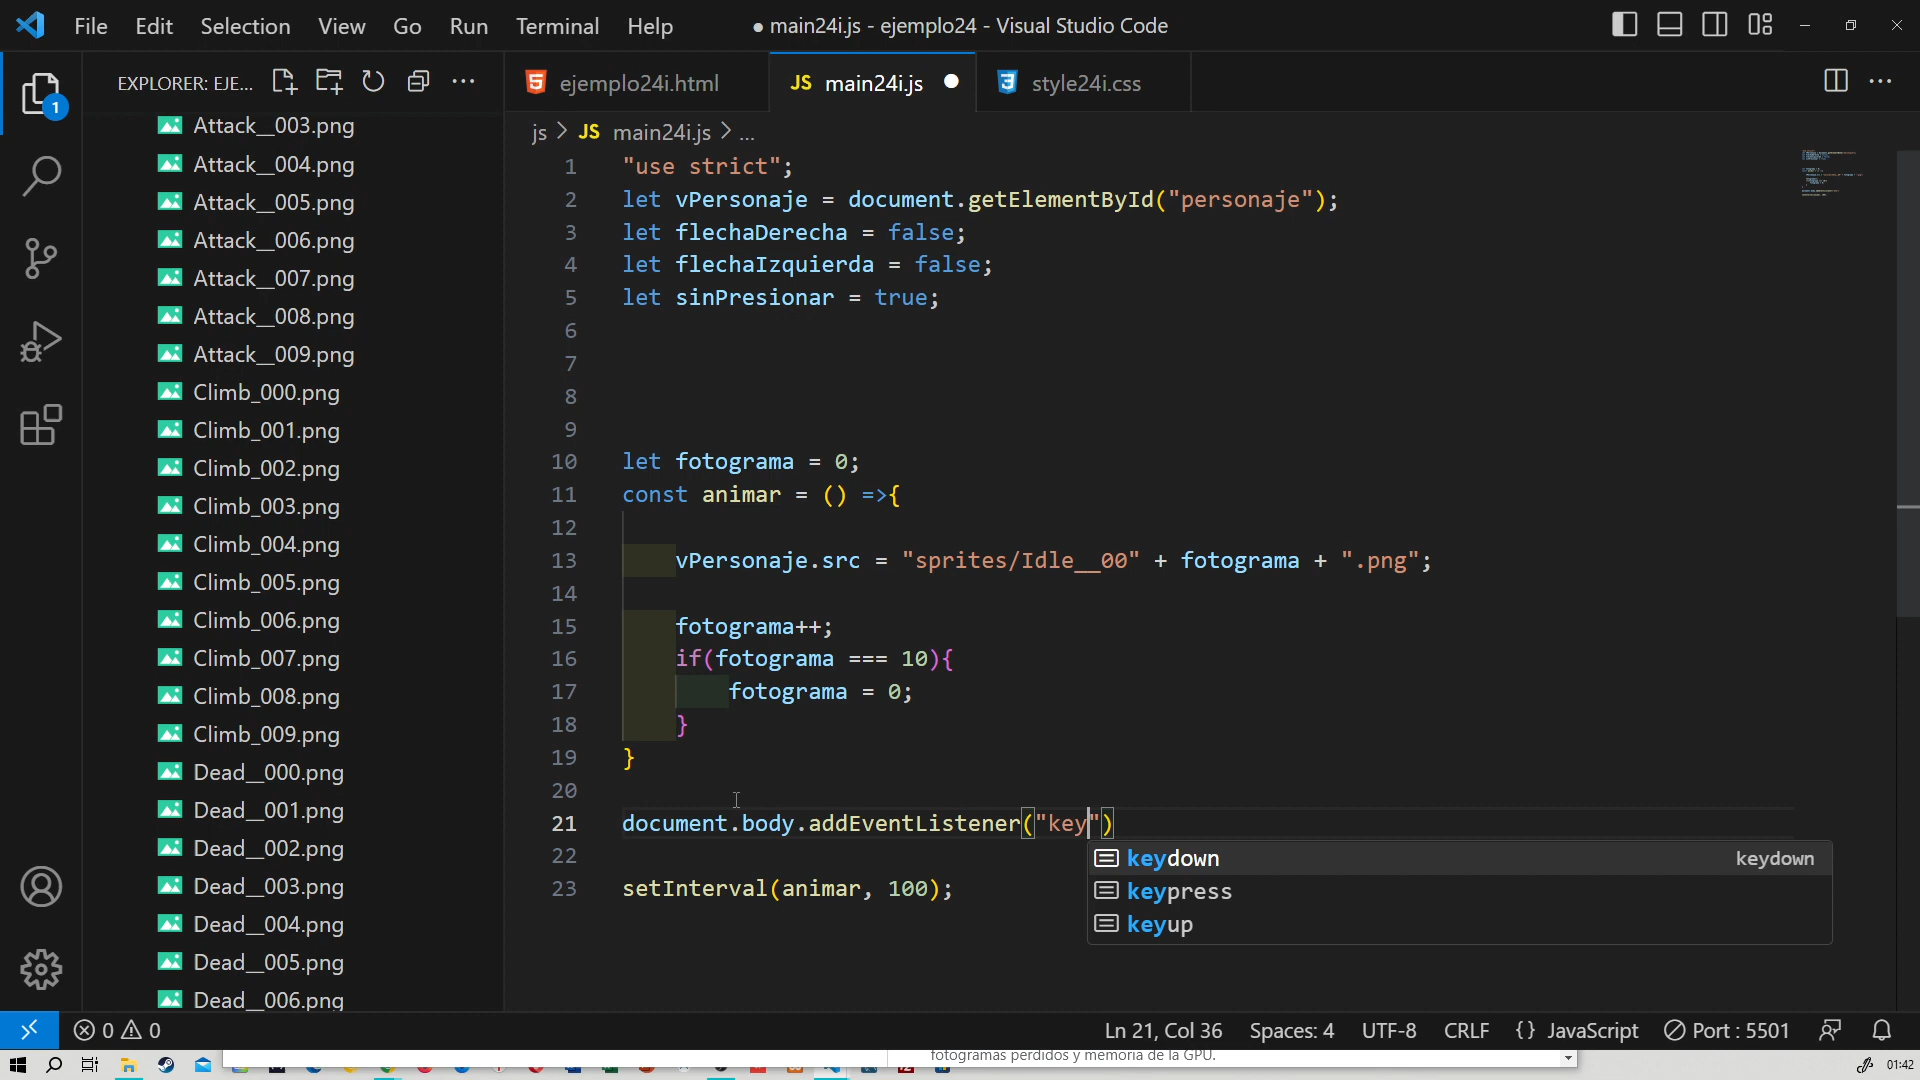 File Edit Selection View Go Run Terminal Help
● main24i.js - ejemplo24 - Visual Studio Code
EXPLORER: EJE...
ejemplo24i.html
JS main24i.js
style24i.css
1
js > JS main24i.js > ...
Attack__003.png
Attack__004.png
Attack__005.png
Attack__006.png
Attack__007.png
Attack__008.png
Attack__009.png
Climb_000.png
Climb_001.png
Climb_002.png
Climb_003.png
Climb_004.png
Climb_005.png
Climb_006.png
Climb_007.png
Climb_008.png
Climb_009.png
Dead__000.png
Dead__001.png
Dead__002.png
Dead__003.png
Dead__004.png
Dead__005.png
Dead__006.png
1 "use strict";
2 let vPersonaje = document.getElementById("personaje");
3 let flechaDerecha = false;
4 let flechaIzquierda = false;
5 let sinPresionar = true;
6
7
8
9
10 let fotograma = 0;
11 const animar = () =>{
12
13 vPersonaje.src = "sprites/Idle__00" + fotograma + ".png";
14
15 fotograma++;
16 if(fotograma === 10){
17 fotograma = 0;
18 }
19 }
20
21 document.body.addEventListener("key")
22
23 setInterval(animar, 100);
keydown keydown
keypress
keyup
0 0
Ln 21, Col 36 Spaces: 4 UTF-8 CRLF {} JavaScript Port : 5501
fotogramas perdidos y memoria de la GPU.
01:42